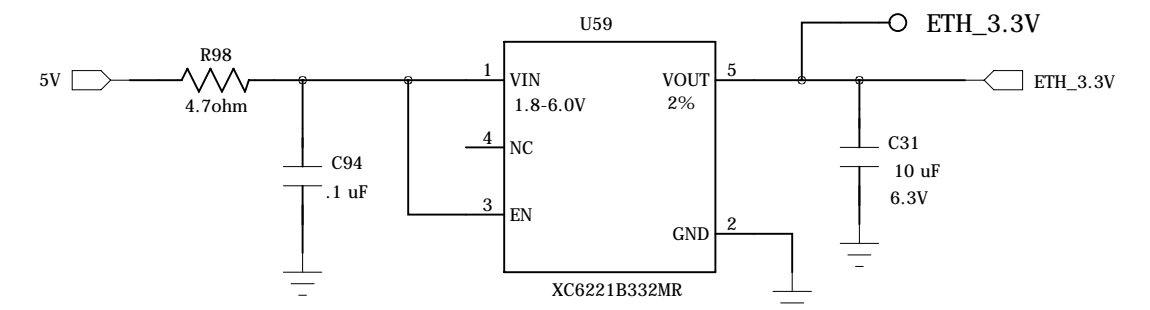 U59
ETH_3.3V
R98
5V
4.7ohm
1
VIN
1.8-6.0V
VOUT
2%
5
ETH_3.3V
4
NC
C94
.1 uF
C31
10 uF
6.3V
3
EN
GND
2
XC6221B332MR